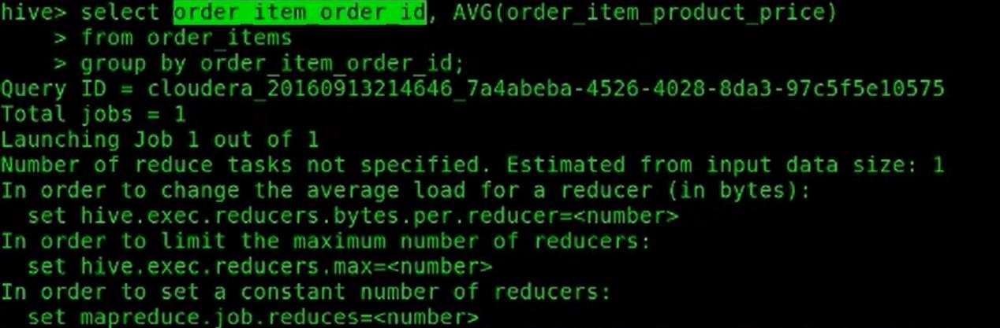 hive> select order_item_order_id, AVG(order_item_product_price)
> from order_items
> group by order_item_order_id;
Query ID = cloudera_20160913214646_7a4abeba-4526-4028-8da3-97c5f5e10575
Total jobs = 1
Launching Job 1 out of 1
Number of reduce tasks not specified. Estimated from input data size: 1
In order to change the average load for a reducer (in bytes):
set hive.exec.reducers.bytes.per.reducer=<number>
In order to limit the maximum number of reducers:
set hive.exec.reducers.max=<number>
In order to set a constant number of reducers:
set mapreduce.job.reduces=<number>